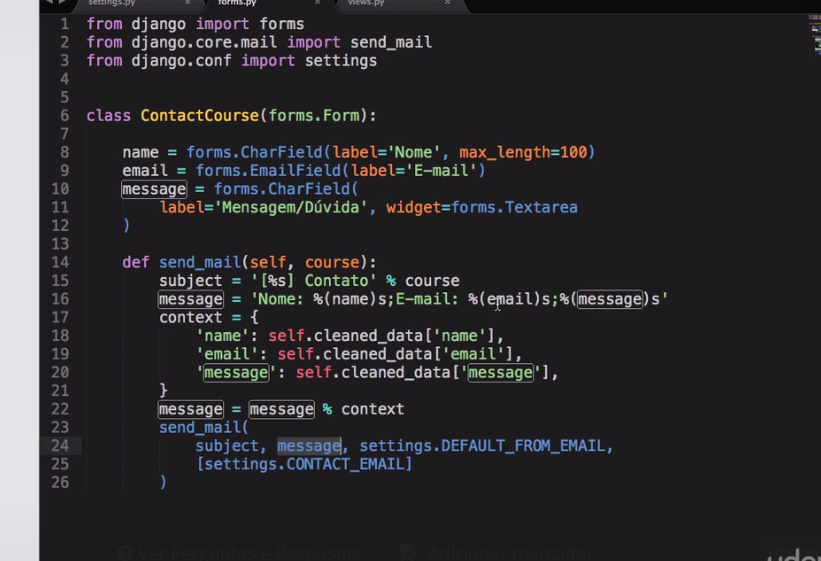 settings.py × forms.py × views.py ×
1 from django import forms
2 from django.core.mail import send_mail
3 from django.conf import settings
4
5
6 class ContactCourse(forms.Form):
7
8 name = forms.CharField(label='Nome', max_length=100)
9 email = forms.EmailField(label='E-mail')
10 message = forms.CharField(
11 label='Mensagem/Dúvida', widget=forms.Textarea
12 )
13
14 def send_mail(self, course):
15 subject = '[%s] Contato' % course
16 message = 'Nome: %(name)s;E-mail: %(email)s;%(message)s'
17 context = {
18 'name': self.cleaned_data['name'],
19 'email': self.cleaned_data['email'],
20 'message': self.cleaned_data['message'],
21 }
22 message = message % context
23 send_mail(
24 subject, message, settings.DEFAULT_FROM_EMAIL,
25 [settings.CONTACT_EMAIL]
26 )
Ver Perguntas e Respostas Adicionar marcador